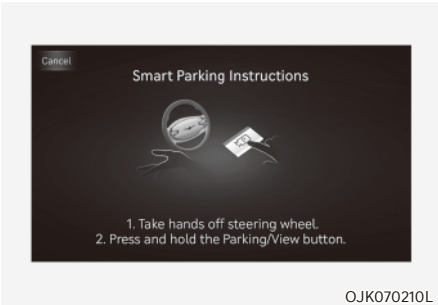 Cancel
Smart Parking Instructions
1. Take hands off steering wheel.
2. Press and hold the Parking/View button.
OJK070210L